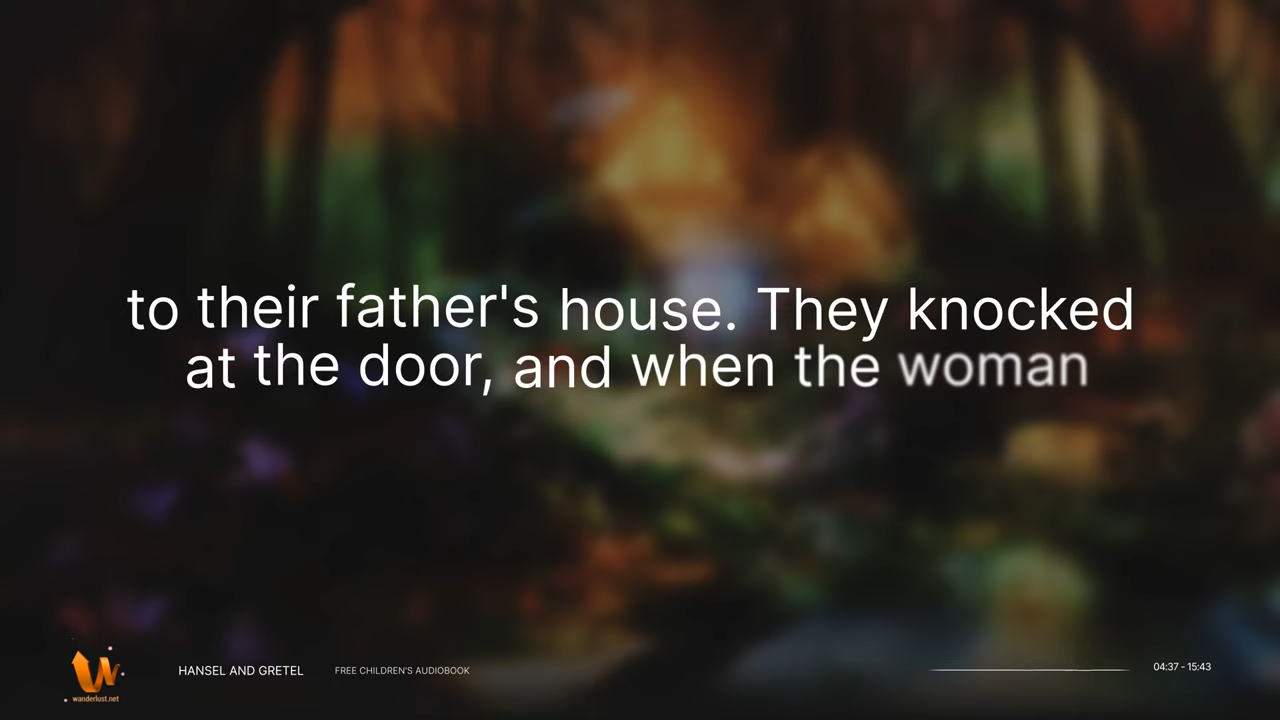 to their father's house. They knocked
at the door, and when the woman
wanderlust.net
HANSEL AND GRETEL
FREE CHILDREN'S AUDIOBOOK
04:37 - 15:43